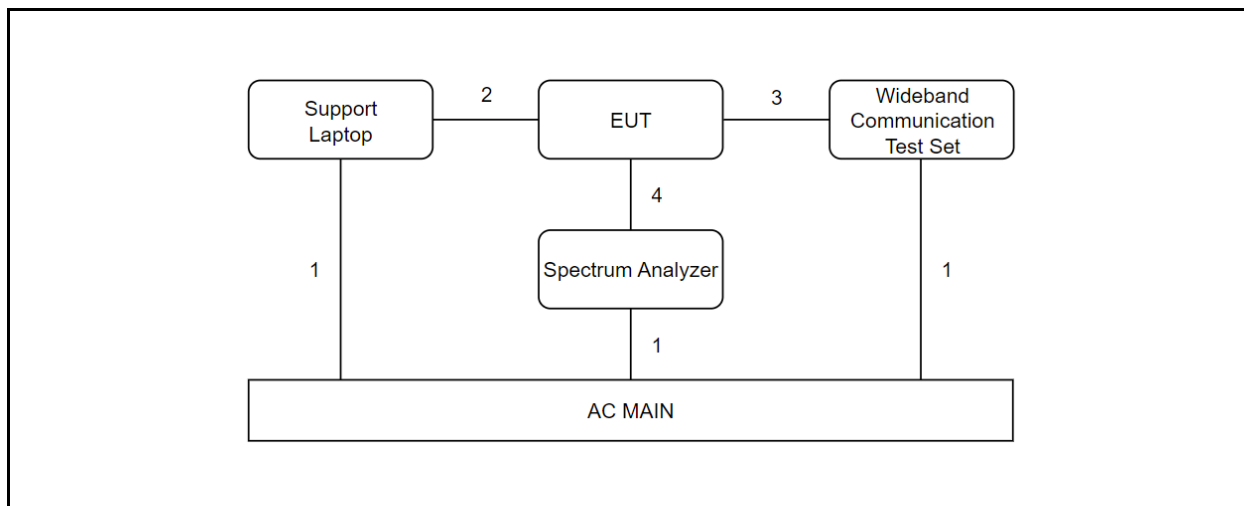 2
3
Support
Laptop
EUT
Wideband
Communication
Test Set
4
Spectrum Analyzer
1
1
1
AC MAIN